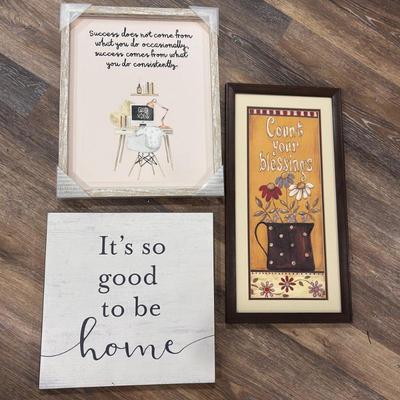 Success does not come from
what you do occasionally,
success comes from what
you do consistently.
Count
your
blessings
It's so
good
to be
home